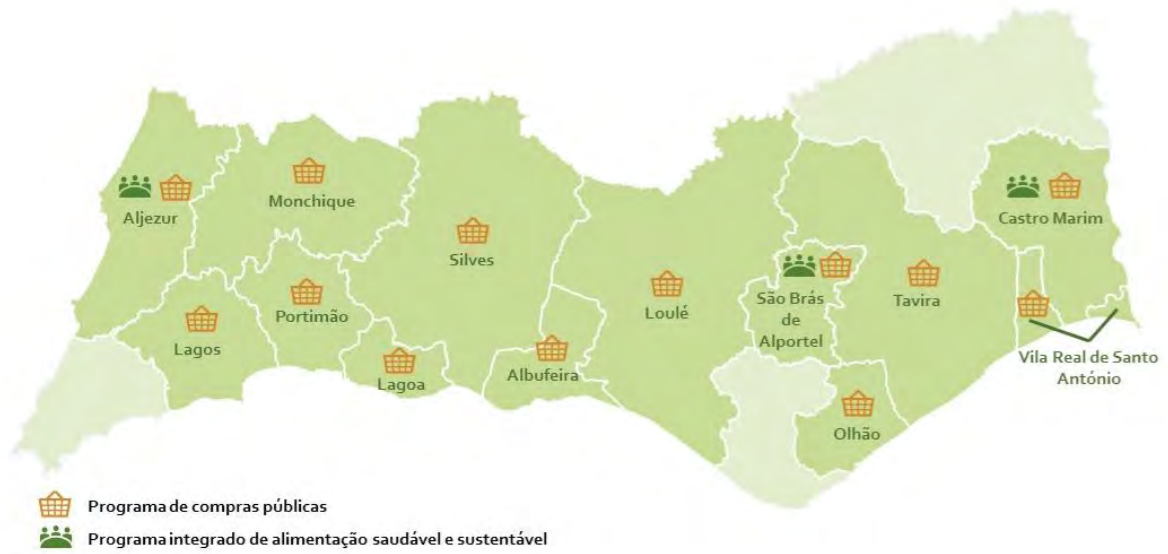 Aljezur
Monchique
Castro Marim
Silves
São Brás
de
Alportel
Tavira
Loulé
Portimão
Lagos
Lagoa
Albufeira
Vila Real de Santo
António
Olhão
Programa de compras públicas
Programa integrado de alimentação saudável e sustentável